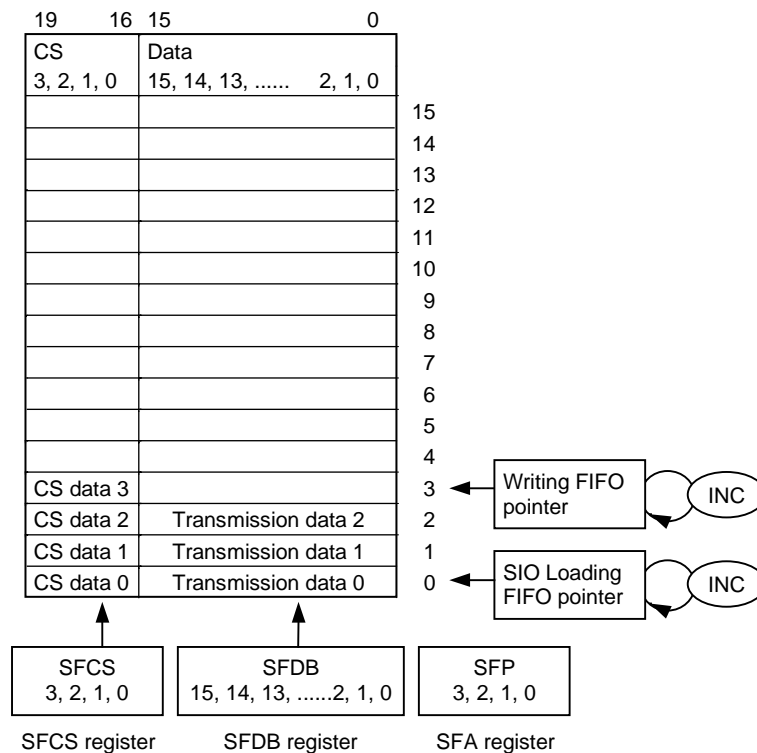 19 16 15 0
CS Data
3, 2, 1, 0 15, 14, 13, ...... 2, 1, 0
15
14
13
12
11
10
9
8
7
6
5
4
CS data 3 3 Writing FIFO pointer INC
CS data 2 Transmission data 2 2
CS data 1 Transmission data 1 1
CS data 0 Transmission data 0 0 SIO Loading FIFO pointer INC
SFCS SFDB SFP
3, 2, 1, 0 15, 14, 13, ......2, 1, 0 3, 2, 1, 0
SFCS register SFDB register SFA register